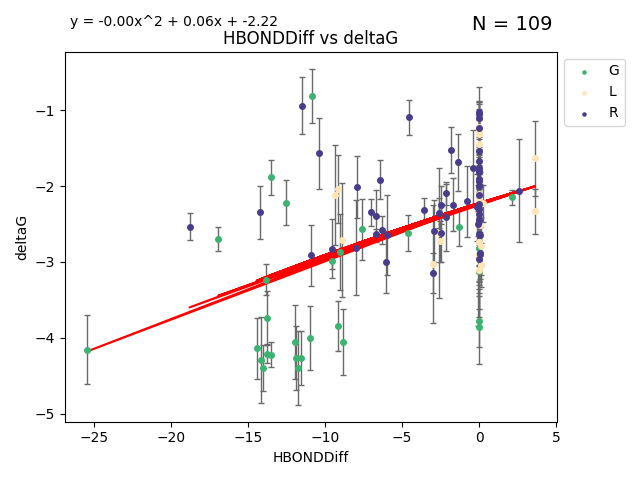 y = -0.00x^2 + 0.06x + -2.22
N = 109
HBONDDiff vs deltaG
G
L
R
deltaG
−1
−2
−3
−4
−5
−25
−20
−15
−10
−5
0
5
HBONDDiff